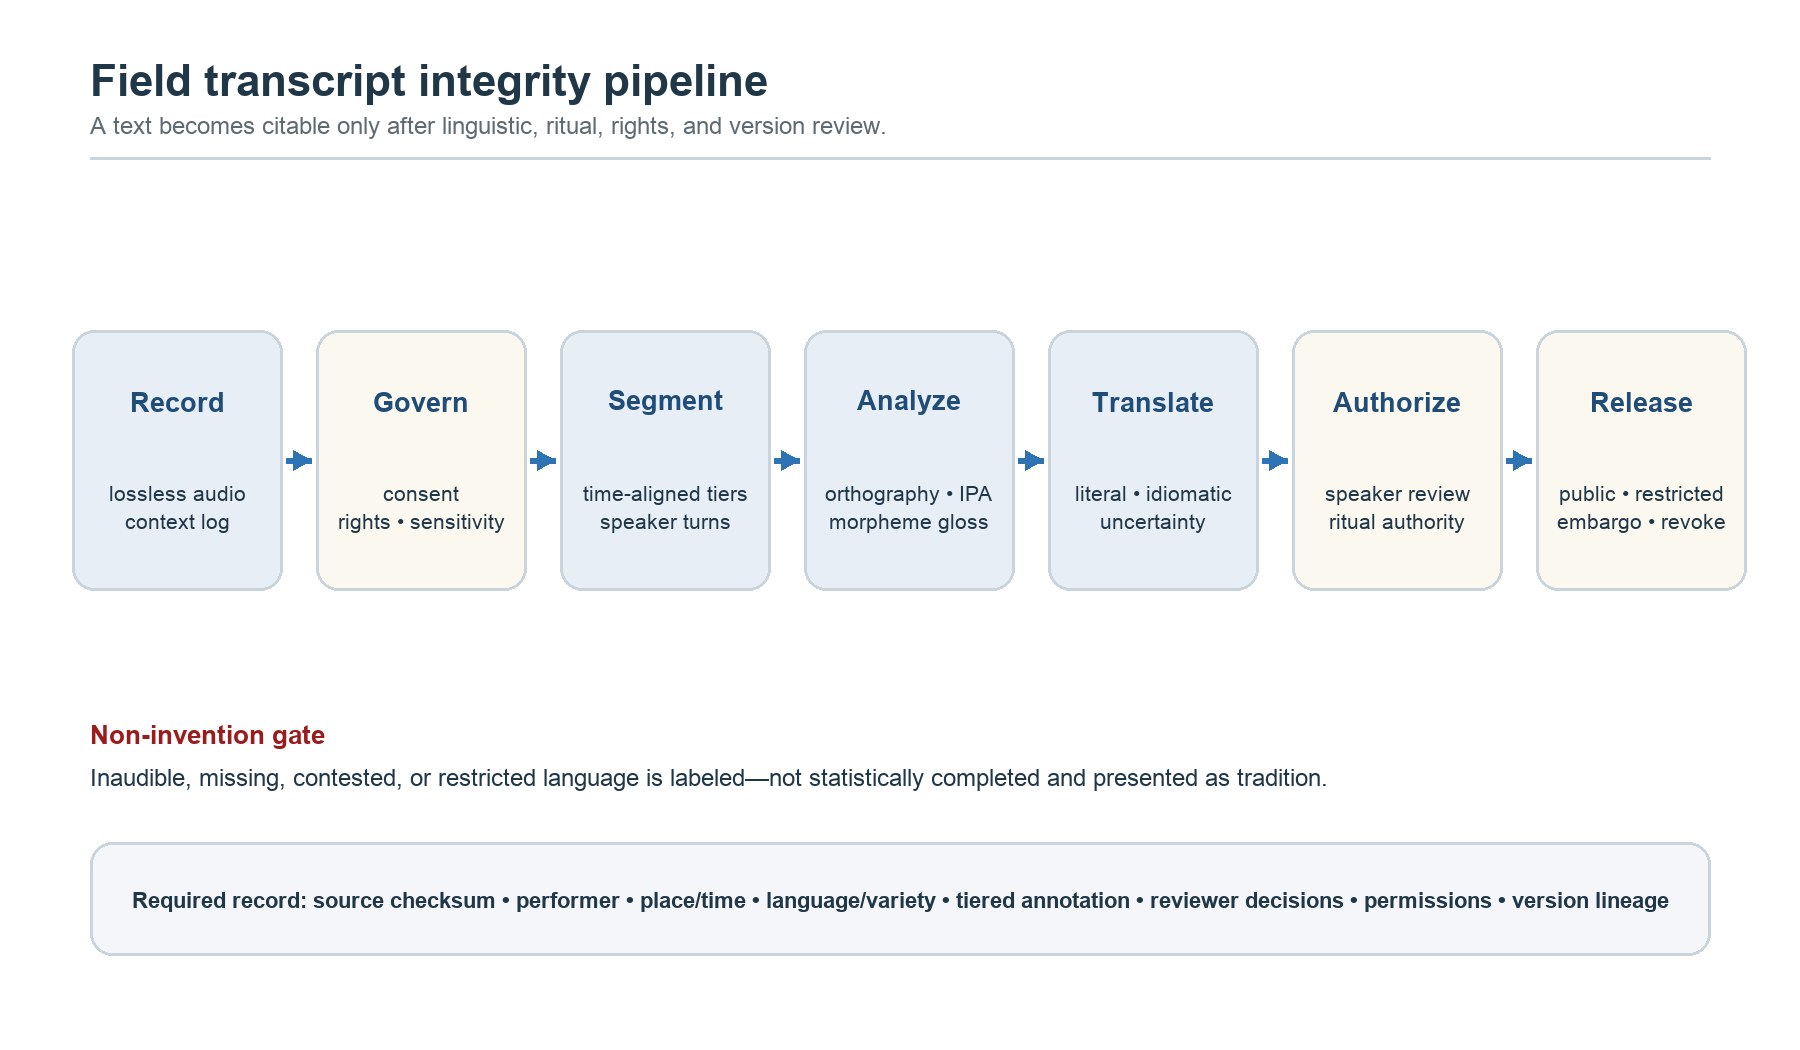 Field transcript integrity pipeline
A text becomes citable only after linguistic, ritual, rights, and version review.
Record
lossless audio
context log
Govern
consent
rights • sensitivity
Segment
time-aligned tiers
speaker turns
Analyze
orthography • IPA
morpheme gloss
Translate
literal • idiomatic
uncertainty
Authorize
speaker review
ritual authority
Release
public • restricted
embargo • revoke
Non-invention gate
Inaudible, missing, contested, or restricted language is labeled—not statistically completed and presented as tradition.
Required record: source checksum • performer • place/time • language/variety • tiered annotation • reviewer decisions • permissions • version lineage